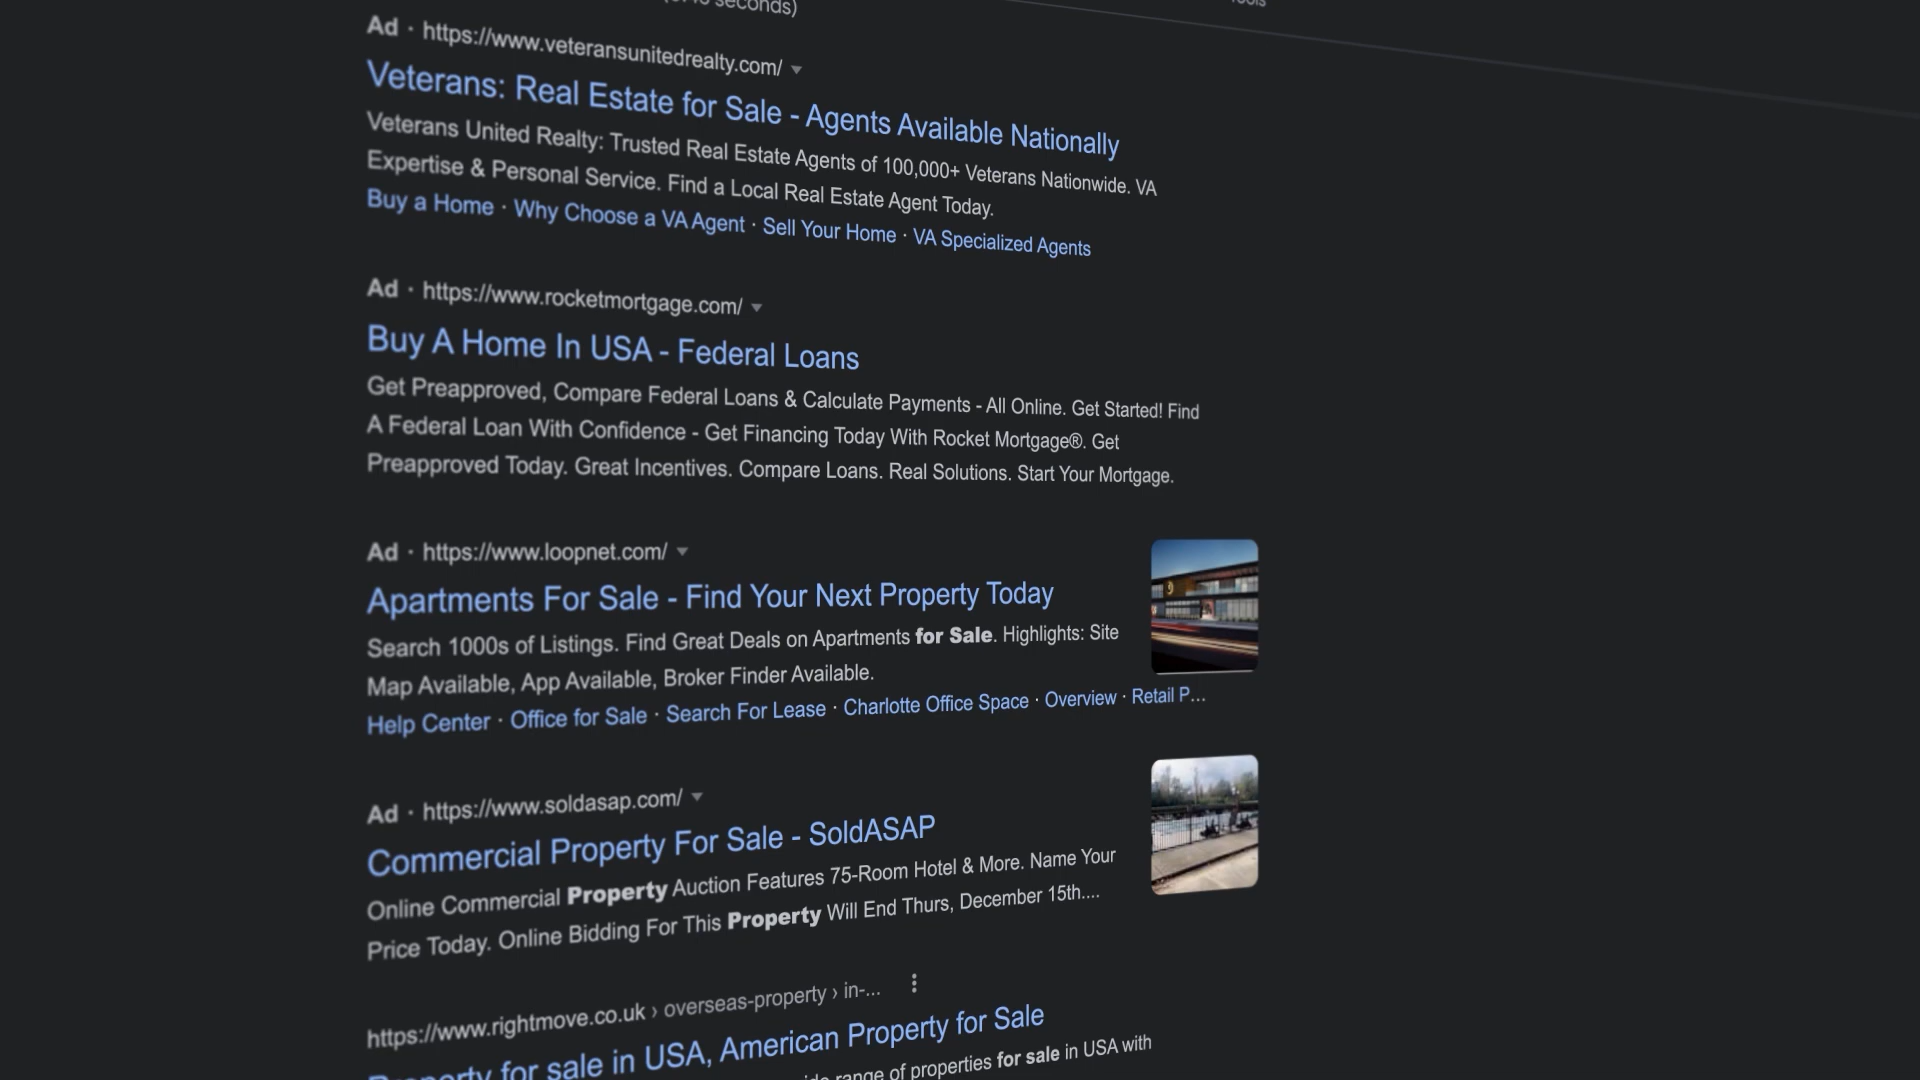 seconds)
Ad · https://www.veteransunitedrealty.com/
Veterans: Real Estate for Sale - Agents Available Nationally
Veterans United Realty: Trusted Real Estate Agents of 100,000+ Veterans Nationwide. VA
Expertise & Personal Service. Find a Local Real Estate Agent Today.
Buy a Home · Why Choose a VA Agent · Sell Your Home · VA Specialized Agents
Ad · https://www.rocketmortgage.com/
Buy A Home In USA - Federal Loans
Get Preapproved, Compare Federal Loans & Calculate Payments - All Online. Get Started! Find
A Federal Loan With Confidence - Get Financing Today With Rocket Mortgage®. Get
Preapproved Today. Great Incentives. Compare Loans. Real Solutions. Start Your Mortgage.
Ad · https://www.loopnet.com/
Apartments For Sale - Find Your Next Property Today
Search 1000s of Listings. Find Great Deals on Apartments for Sale. Highlights: Site
Map Available, App Available, Broker Finder Available.
Help Center · Office for Sale · Search For Lease · Charlotte Office Space · Overview · Retail P...
Ad · https://www.soldasap.com/
Commercial Property For Sale - SoldASAP
Online Commercial Property Auction Features 75-Room Hotel & More. Name Your
Price Today. Online Bidding For This Property Will End Thurs, December 15th....
https://www.rightmove.co.uk › overseas-property › in-...
Property for sale in USA, American Property for Sale
range of properties for sale in USA with